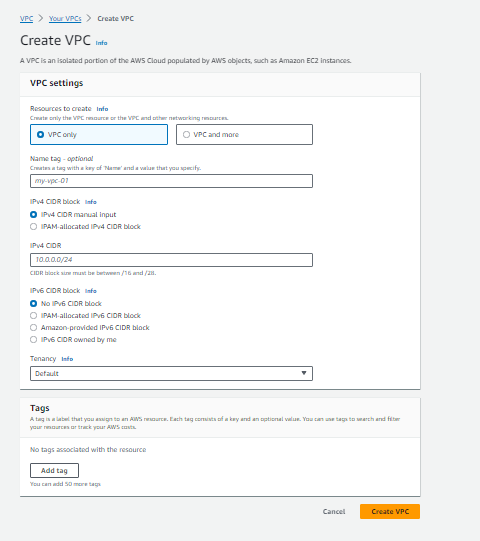 VPC > Your VPCs > Create VPC
Create VPC Info
A VPC is an isolated portion of the AWS Cloud populated by AWS objects, such as Amazon EC2 instances.
VPC settings
Resources to create Info
Create only the VPC resource or the VPC and other networking resources.
VPC only
VPC and more
Name tag - optional
Creates a tag with a key of 'Name' and a value that you specify.
my-vpc-01
IPv4 CIDR block Info
IPv4 CIDR manual input
IPAM-allocated IPv4 CIDR block
IPv4 CIDR
10.0.0.0/24
CIDR block size must be between /16 and /28.
IPv6 CIDR block Info
No IPv6 CIDR block
IPAM-allocated IPv6 CIDR block
Amazon-provided IPv6 CIDR block
IPv6 CIDR owned by me
Tenancy Info
Default
Tags
A tag is a label that you assign to an AWS resource. Each tag consists of a key and an optional value. You can use tags to search and filter
your resources or track your AWS costs.
No tags associated with the resource
Add tag
You can add 50 more tags
Cancel Create VPC